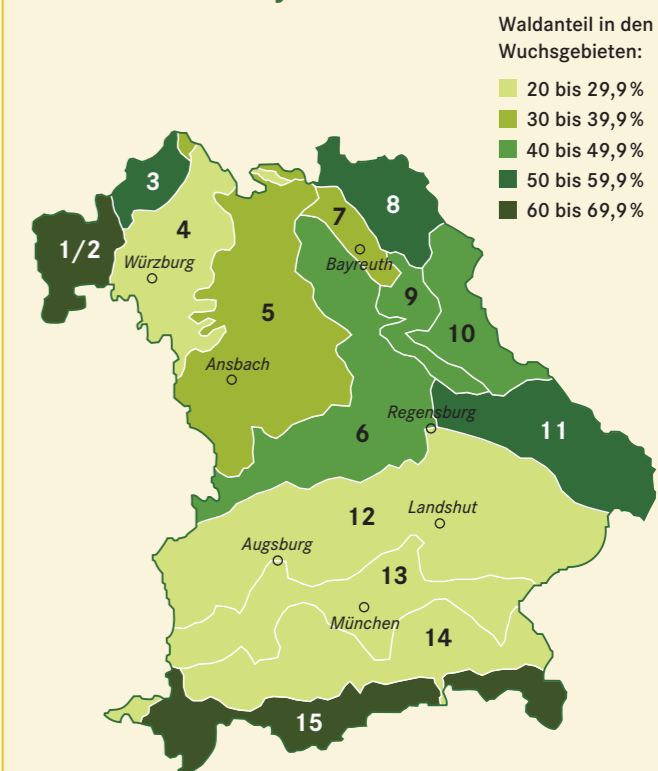 Waldanteil in den
Wuchsgebieten:
20 bis 29,9 %
30 bis 39,9 %
40 bis 49,9 %
50 bis 59,9 %
60 bis 69,9 %
3
8
7
4
1/2
Würzburg
Bayreuth
9
5
10
Ansbach
Regensburg
6
11
12
Landshut
Augsburg
13
München
14
15